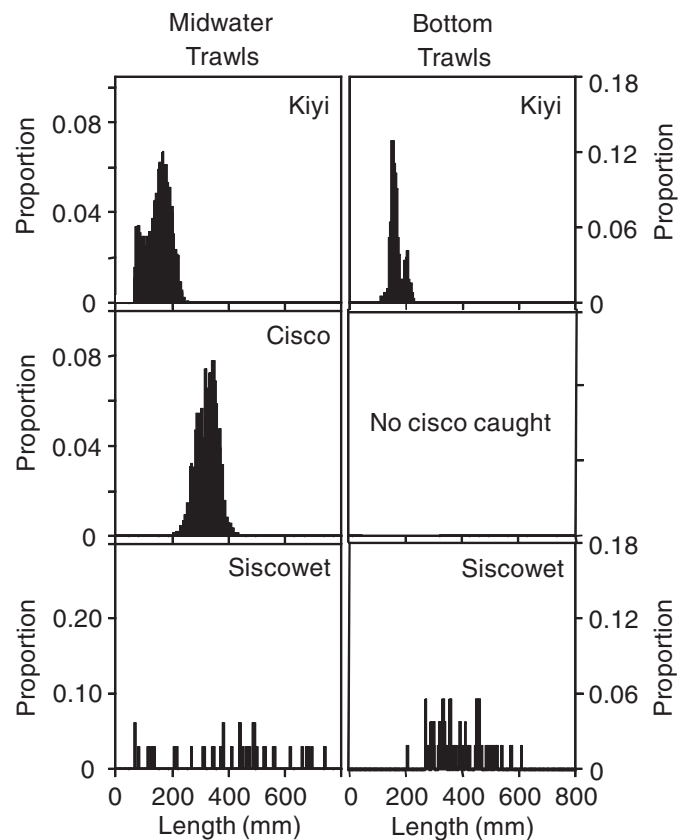 Midwater
Trawls
Bottom
Trawls
Kiyi
0.08
0.04
0
Proportion
Kiyi
0.18
0.12
0.06
0
Proportion
Cisco
0.08
0.04
0
Proportion
No cisco caught
Siscowet
0.20
0.10
0
Proportion
0 200 400 600
Length (mm)
Siscowet
0.18
0.12
0.06
0
Proportion
0 200 400 600 800
Length (mm)